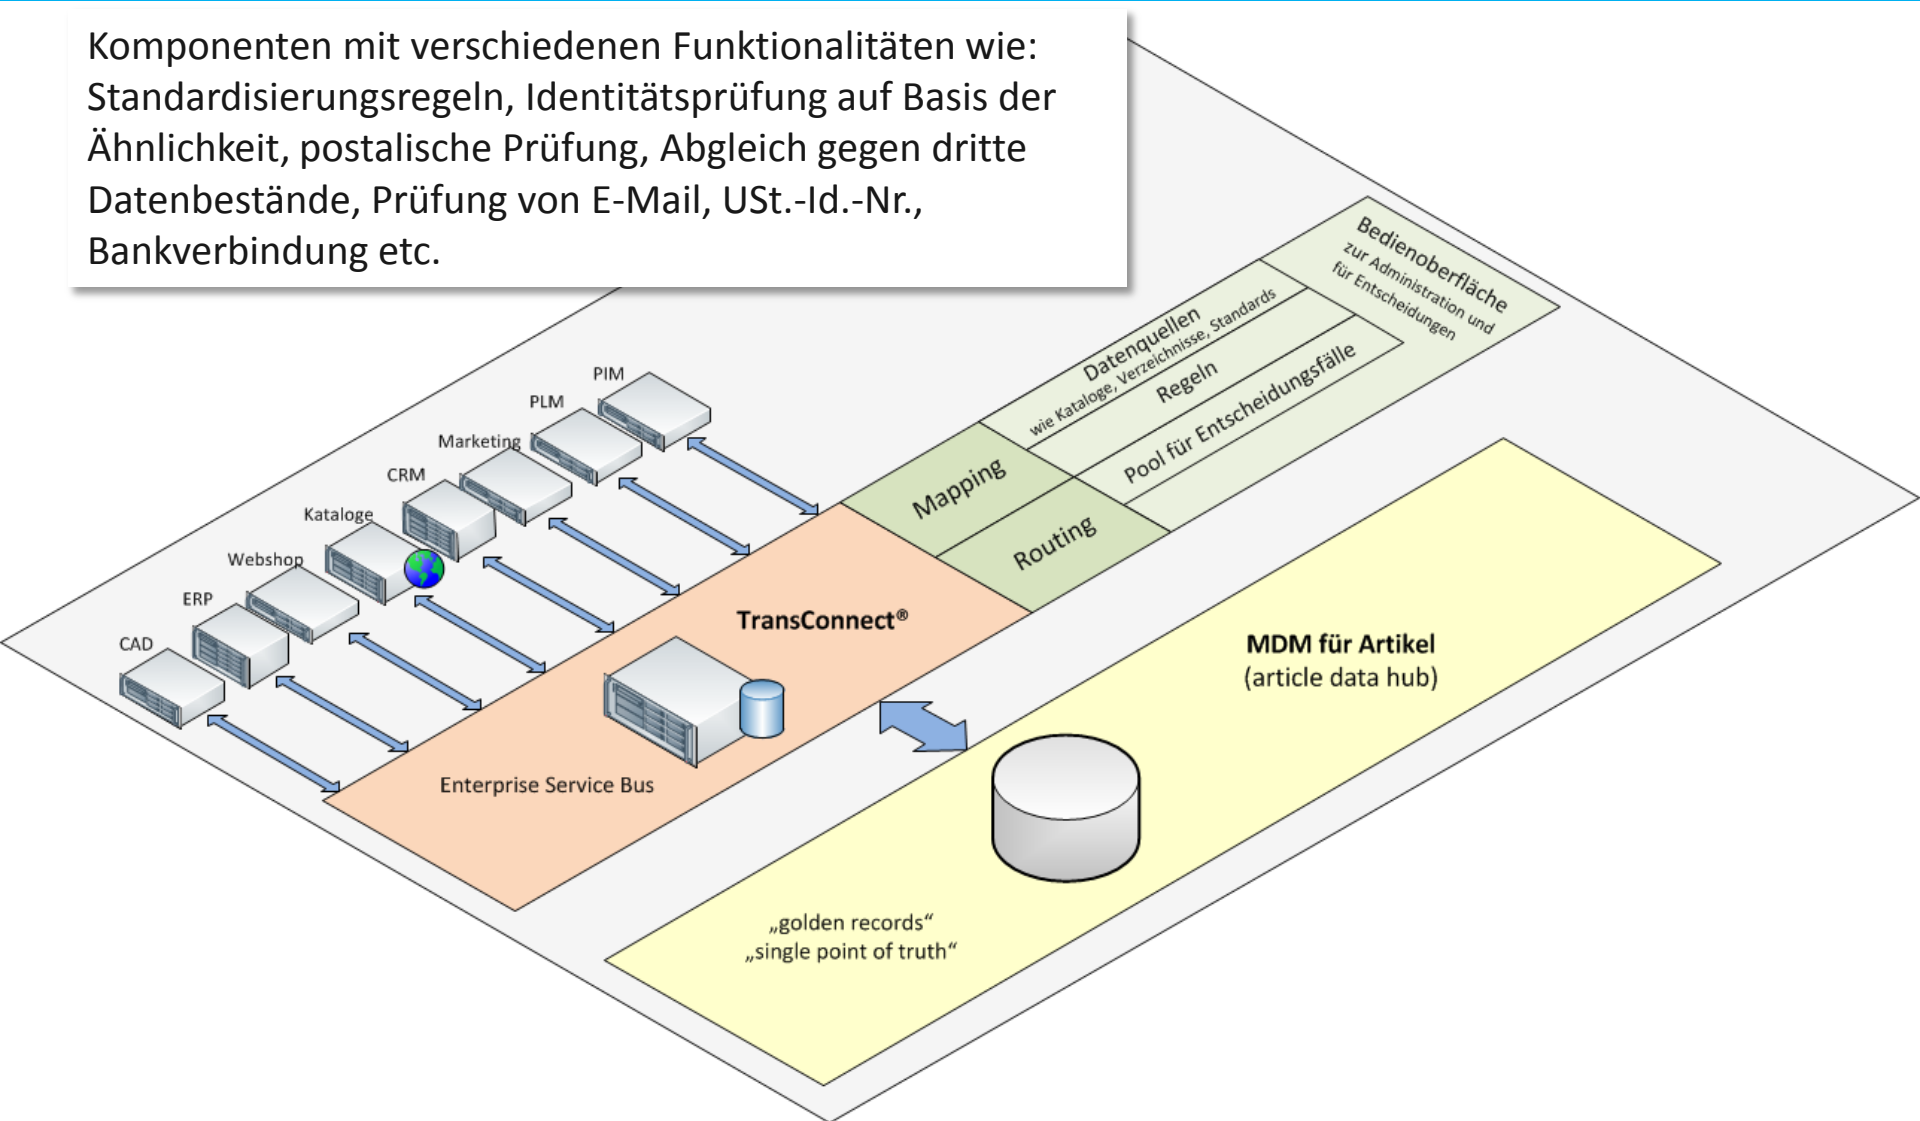 Komponenten mit verschiedenen Funktionalitäten wie:
Standardisierungsregeln, Identitätsprüfung auf Basis der
Ähnlichkeit, postalische Prüfung, Abgleich gegen dritte
Datenbestände, Prüfung von E-Mail, USt.-Id.-Nr.,
Bankverbindung etc.
Bedienoberfläche
zur Administration und
für Entscheidungen
Datenquellen
wie Kataloge, Verzeichnisse, Standards
Regeln
Pool für Entscheidungsfälle
Mapping
Routing
PIM
PLM
Marketing
CRM
Kataloge
Webshop
ERP
CAD
TransConnect®
Enterprise Service Bus
MDM für Artikel
(article data hub)
„golden records“
„single point of truth“